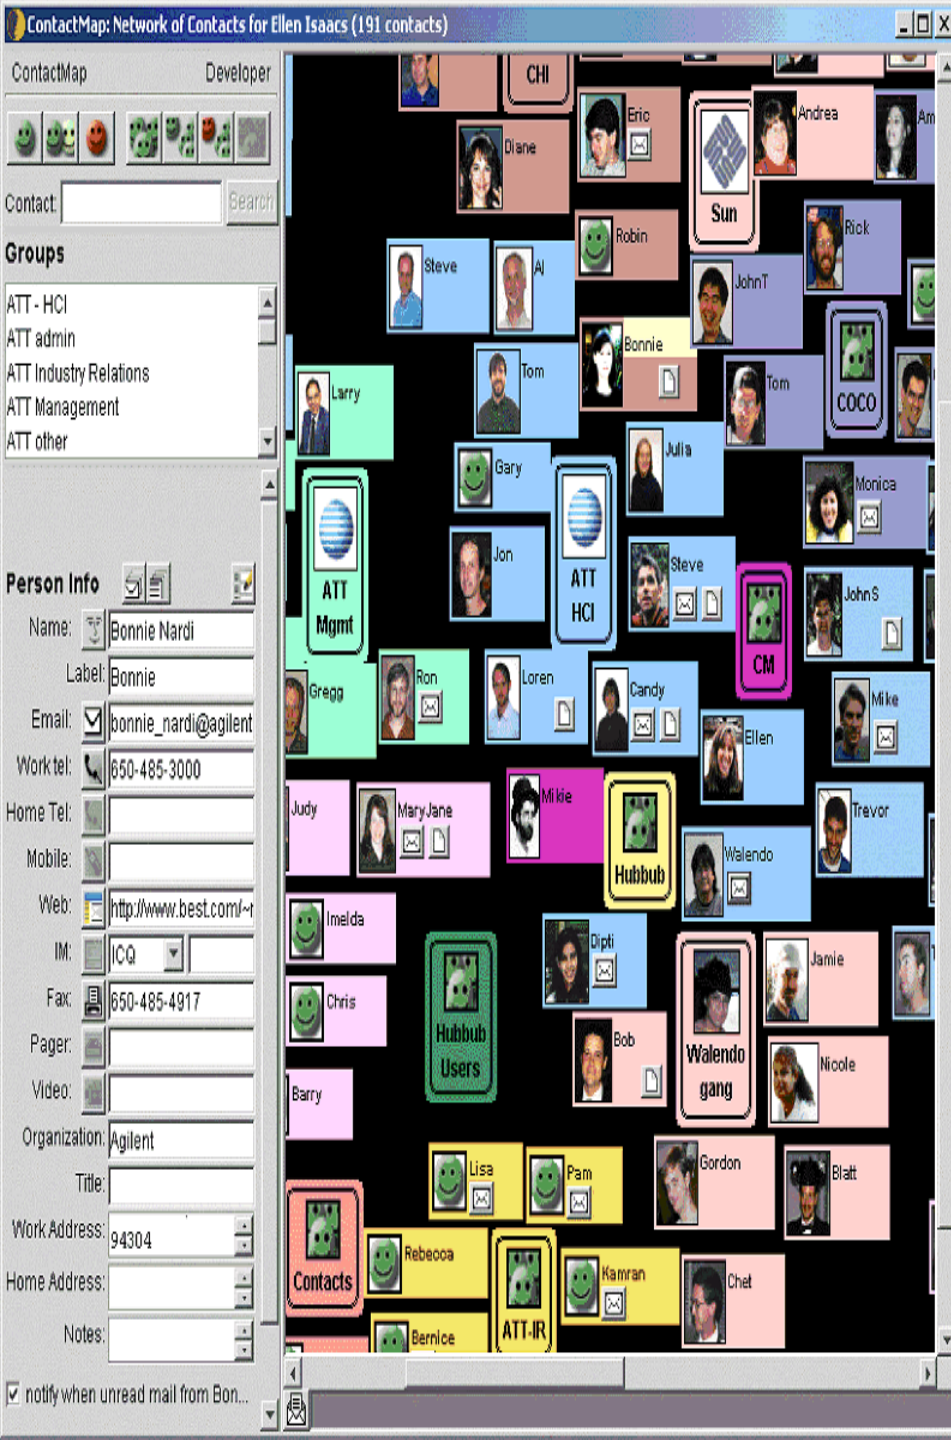 ContactMap: Network of Contacts for Ellen Isaacs (191 contacts)
ContactMap Developer
Contact: Search
Groups
ATT - HCI
ATT admin
ATT Industry Relations
ATT Management
ATT other
Person Info
Name: Bonnie Nardi
Label: Bonnie
Email: bonnie_nardi@agilent
Work tel: 650-485-3000
Home Tel:
Mobile:
Web: http://www.best.com/~r
IM: ICQ
Fax: 650-485-4917
Pager:
Video:
Organization: Agilent
Title:
Work Address: 94304
Home Address:
Notes:
notify when unread mail from Bon...
CHI
Diane
Eric
Sun
Andrea
Am
Robin
Rick
Steve
Al
JohnT
Bonnie
Larry
Tom
Tom
COCO
Gary
Julia
Monica
ATT
Mgmt
Jon
ATT
HCI
Steve
CM
JohnS
Gregg
Ron
Loren
Candy
Mike
Ellen
Judy
MaryJane
Mikie
Hubbub
Trevor
Walendo
Imelda
Dipti
Jamie
Chris
Hubbub
Users
Bob
Walendo
gang
Nicole
Barry
Lisa
Pam
Gordon
Blatt
Contacts
Rebecca
ATT-IR
Kamran
Chet
Bernice